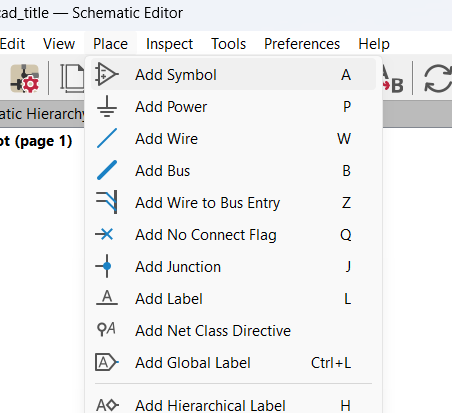 cad_title — Schematic Editor
Edit View Place Inspect Tools Preferences Help
Add Symbol A
Add Power P
Add Wire W
Add Bus B
Add Wire to Bus Entry Z
Add No Connect Flag Q
Add Junction J
Add Label L
Add Net Class Directive
Add Global Label Ctrl+L
Add Hierarchical Label H
atic Hierarchy
ot (page 1)